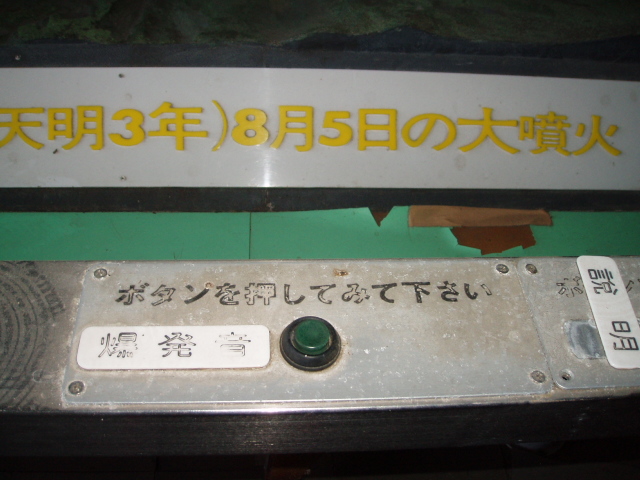 天明3年)8月5日の大噴火
ボタンを押してみて下さい
爆発音
説明